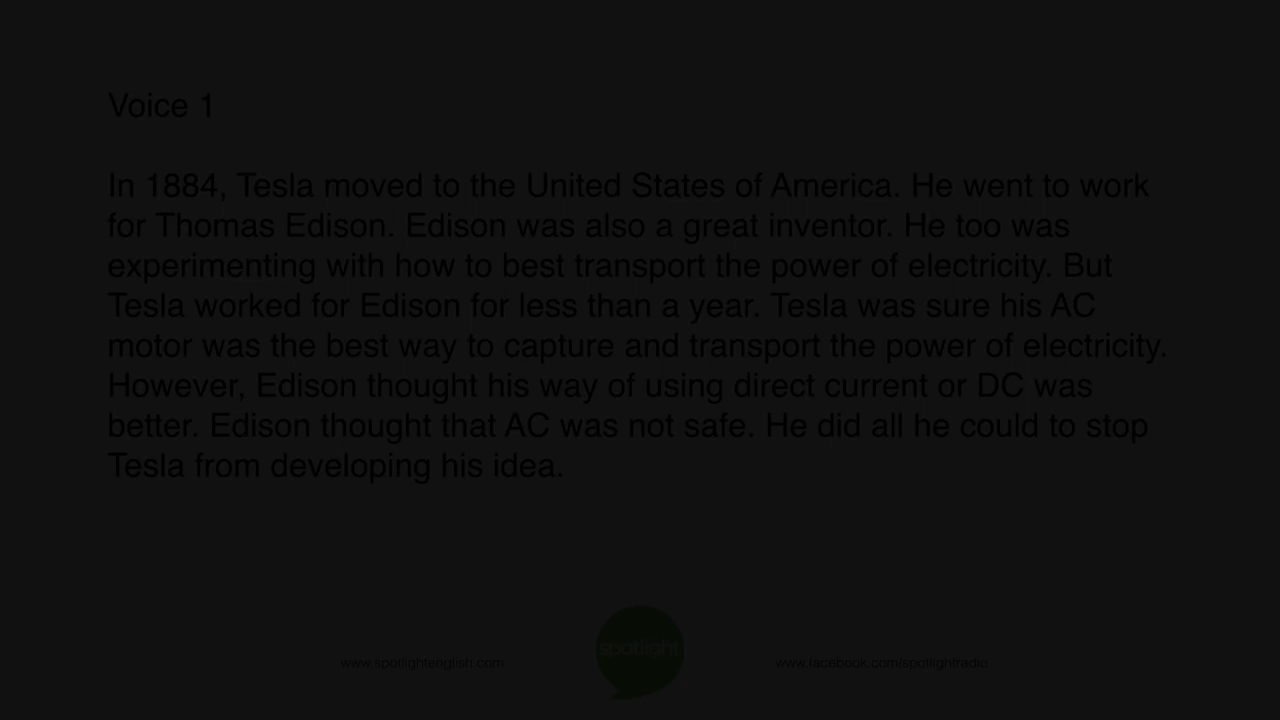 Voice 1
In 1884, Tesla moved to the United States of America. He went to work
for Thomas Edison. Edison was also a great inventor. He too was
experimenting with how to best transport the power of electricity. But
Tesla worked for Edison for less than a year. Tesla was sure his AC
motor was the best way to capture and transport the power of electricity.
However, Edison thought his way of using direct current or DC was
better. Edison thought that AC was not safe. He did all he could to stop
Tesla from developing his idea.
spotlight
www.spotlightenglish.com
www.facebook.com/spotlightradio